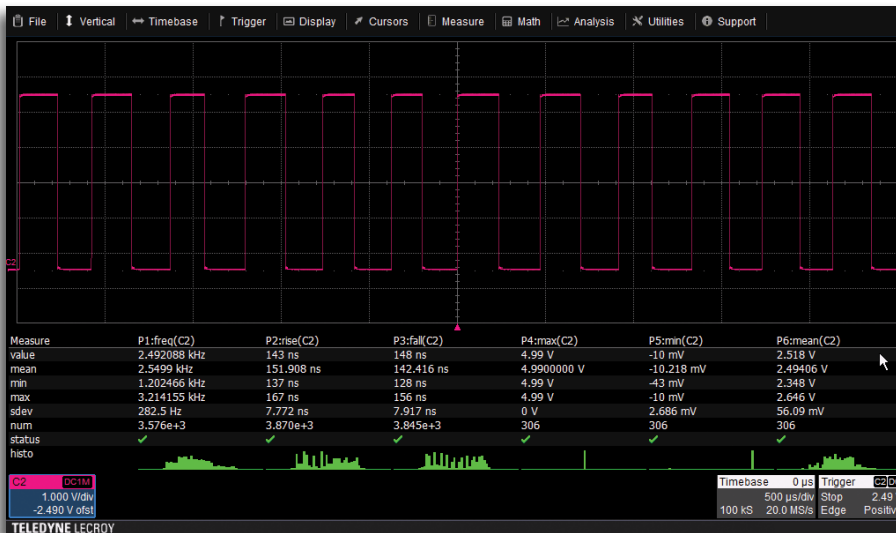 File Vertical Timebase Trigger Display Cursors Measure Math Analysis Utilities Support
C2
Measure P1:freq(C2) P2:rise(C2) P3:fall(C2) P4:max(C2) P5:min(C2) P6:mean(C2)
value 2.492088 kHz 143 ns 148 ns 4.99 V -10 mV 2.518 V
mean 2.5499 kHz 151.908 ns 142.416 ns 4.9900000 V -10.218 mV 2.49406 V
min 1.202466 kHz 137 ns 128 ns 4.99 V -43 mV 2.348 V
max 3.214155 kHz 167 ns 156 ns 4.99 V -10 mV 2.646 V
sdev 282.5 Hz 7.772 ns 7.917 ns 0 V 2.686 mV 56.09 mV
num 3.576e+3 3.870e+3 3.845e+3 306 306 306
status
histo
C2 DC1M
1.000 V/div
-2.490 V ofst
Timebase 0 µs
500 µs/div
100 kS 20.0 MS/s
Trigger C2
Stop 2.49
Edge Positiv
TELEDYNE LECROY